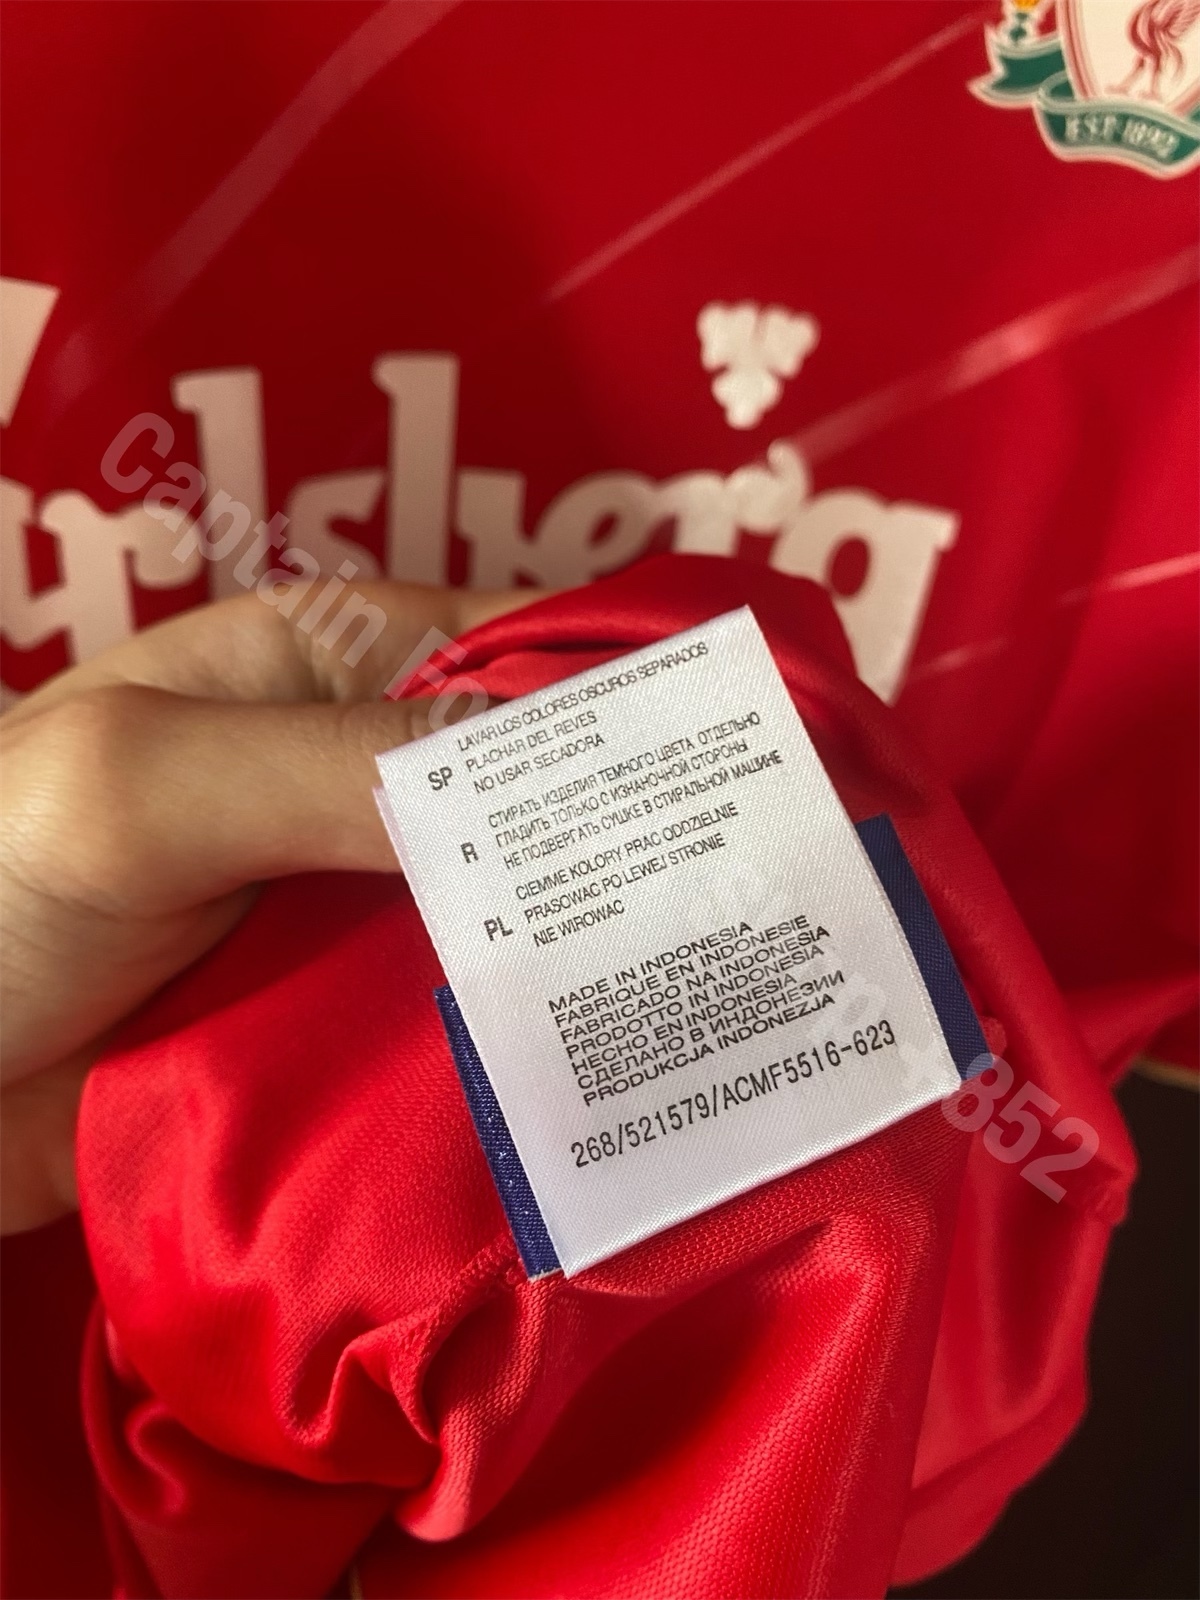 EST·1892
arlsberg
Captain Fo
SP
LAVAR LOS COLORES OSCUROS SEPARADOS
PLACHAR DEL REVES
NO USAR SECADORA
R
СТИРАТЬ ИЗДЕЛИЯ ТЕМНОГО ЦВЕТА ОТДЕЛЬНО
ГЛАДИТЬ ТОЛЬКО С ИЗНАНОЧНОЙ СТОРОНЫ
НЕ ПОДВЕРГАТЬ СУШКЕ В СТИРАЛЬНОЙ МАШИНЕ
PL
CIEMME KOLORY PRAC ODDZIELNIE
PRASOWAC PO LEWEJ STRONIE
NIE WIROWAC
MADE IN INDONESIA
FABRIQUE EN INDONESIE
FABRICADO NA INDONESIA
PRODOTTO IN INDONESIA
HECHO EN INDONESIA
СДЕЛАНО В ИНДОНЕЗИИ
PRODUKCJA INDONEZJA
268/521579/ACMF5516-623
852